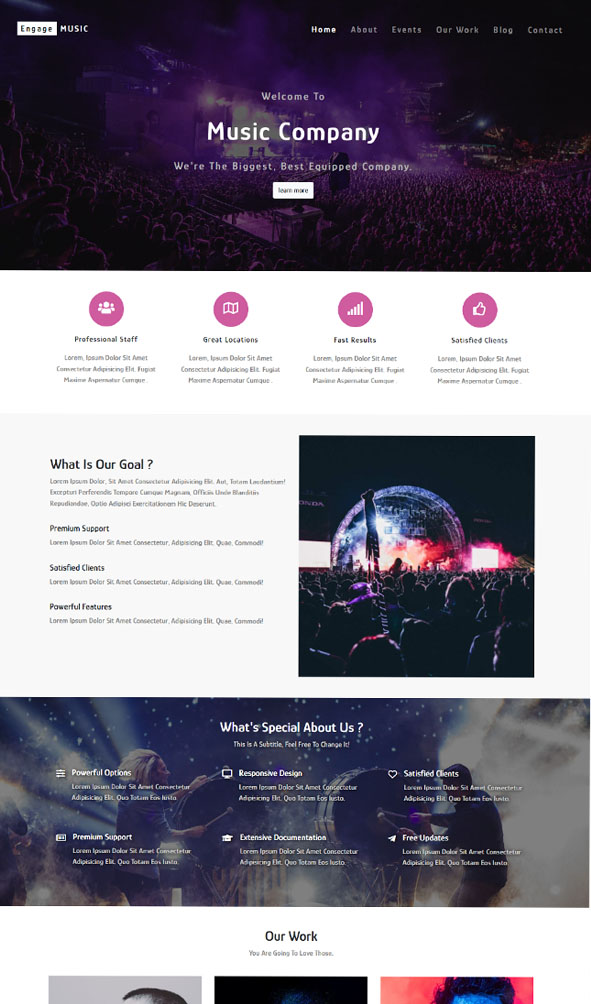 Engage MUSIC
Home About Events Our Work Blog Contact
Welcome To
Music Company
We're The Biggest, Best Equipped Company.
learn more
Professional Staff
Lorem, Ipsum Dolor Sit Amet
Consectetur Adipisicing Elit. Fugiat
Maxime Aspernatur Cumque .
Great Locations
Lorem, Ipsum Dolor Sit Amet
Consectetur Adipisicing Elit. Fugiat
Maxime Aspernatur Cumque .
Fast Results
Lorem, Ipsum Dolor Sit Amet
Consectetur Adipisicing Elit. Fugiat
Maxime Aspernatur Cumque .
Satisfied Clients
Lorem, Ipsum Dolor Sit Amet
Consectetur Adipisicing Elit. Fugiat
Maxime Aspernatur Cumque .
What Is Our Goal ?
Lorem Ipsum Dolor, Sit Amet Consectetur Adipisicing Elit. Aut, Totam Laudantium!
Excepturi Perferendis Tempore Cumque Magnam, Officiis Unde Blanditiis
Repudiandae, Optio Adipisci Exercitationem Hic Deserunt.
Premium Support
Lorem Ipsum Dolor Sit Amet Consectetur, Adipisicing Elit. Quae, Commodi!
Satisfied Clients
Lorem Ipsum Dolor Sit Amet Consectetur, Adipisicing Elit. Quae, Commodi!
Powerful Features
Lorem Ipsum Dolor Sit Amet Consectetur, Adipisicing Elit. Quae, Commodi!
HONDA
What's Special About Us ?
This Is A Subtitle, Feel Free To Change It!
Powerful Options
Lorem Ipsum Dolor Sit Amet Consectetur
Adipisicing Elit. Quo Totam Eos Iusto.
Responsive Design
Lorem Ipsum Dolor Sit Amet Consectetur
Adipisicing Elit. Quo Totam Eos Iusto.
Satisfied Clients
Lorem Ipsum Dolor Sit Amet Consectetur
Adipisicing Elit. Quo Totam Eos Iusto.
Premium Support
Lorem Ipsum Dolor Sit Amet Consectetur
Adipisicing Elit. Quo Totam Eos Iusto.
Extensive Documentation
Lorem Ipsum Dolor Sit Amet Consectetur
Adipisicing Elit. Quo Totam Eos Iusto.
Free Updates
Lorem Ipsum Dolor Sit Amet Consectetur
Adipisicing Elit. Quo Totam Eos Iusto.
Our Work
You Are Going To Love Those.